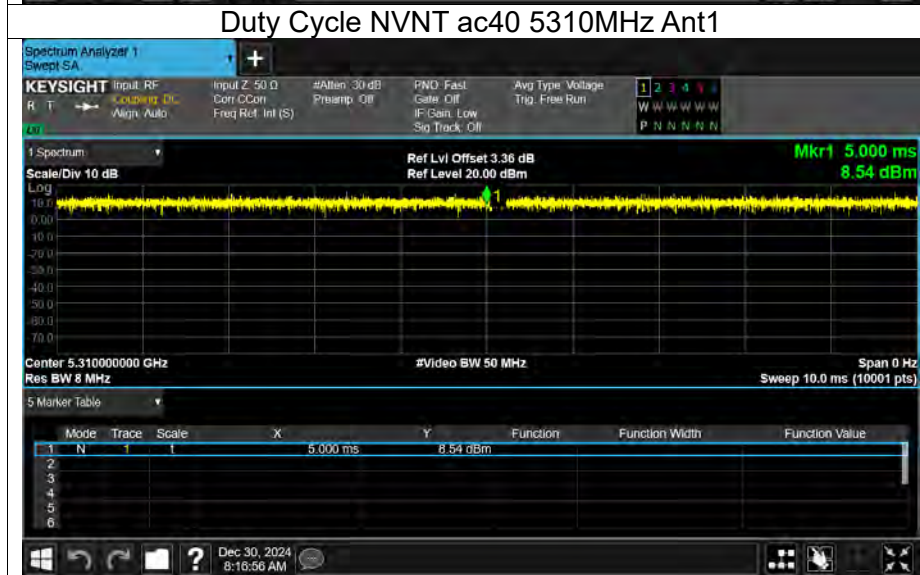 Duty Cycle NVNT ac40 5310MHz Ant1
Spectrum Analyzer 1
Swept SA
+
KEYSIGHT
R T
Input: RF
Coupling: DC
Align: Auto
Input Z: 50 Ω
Corr CCorr
Freq Ref: Int (S)
#Atten: 30 dB
Preamp: Off
PNO: Fast
Gate: Off
IF Gain: Low
Sig Track: Off
Avg Type: Voltage
Trig: Free Run
1 2 3 4 5 6
W W W W W W
P N N N N N
1 Spectrum
Scale/Div 10 dB
Ref Lvl Offset 3.36 dB
Ref Level 20.00 dBm
Mkr1 5.000 ms
8.54 dBm
Log
10.0
0.00
-10.0
-20.0
-30.0
-40.0
-50.0
-60.0
-70.0
1
Center 5.310000000 GHz
Res BW 8 MHz
#Video BW 50 MHz
Span 0 Hz
Sweep 10.0 ms (10001 pts)
5 Marker Table
Mode Trace Scale X Y Function Function Width Function Value
1 N 1 t 5.000 ms 8.54 dBm
2
3
4
5
6
?
Dec 30, 2024
8:16:56 AM